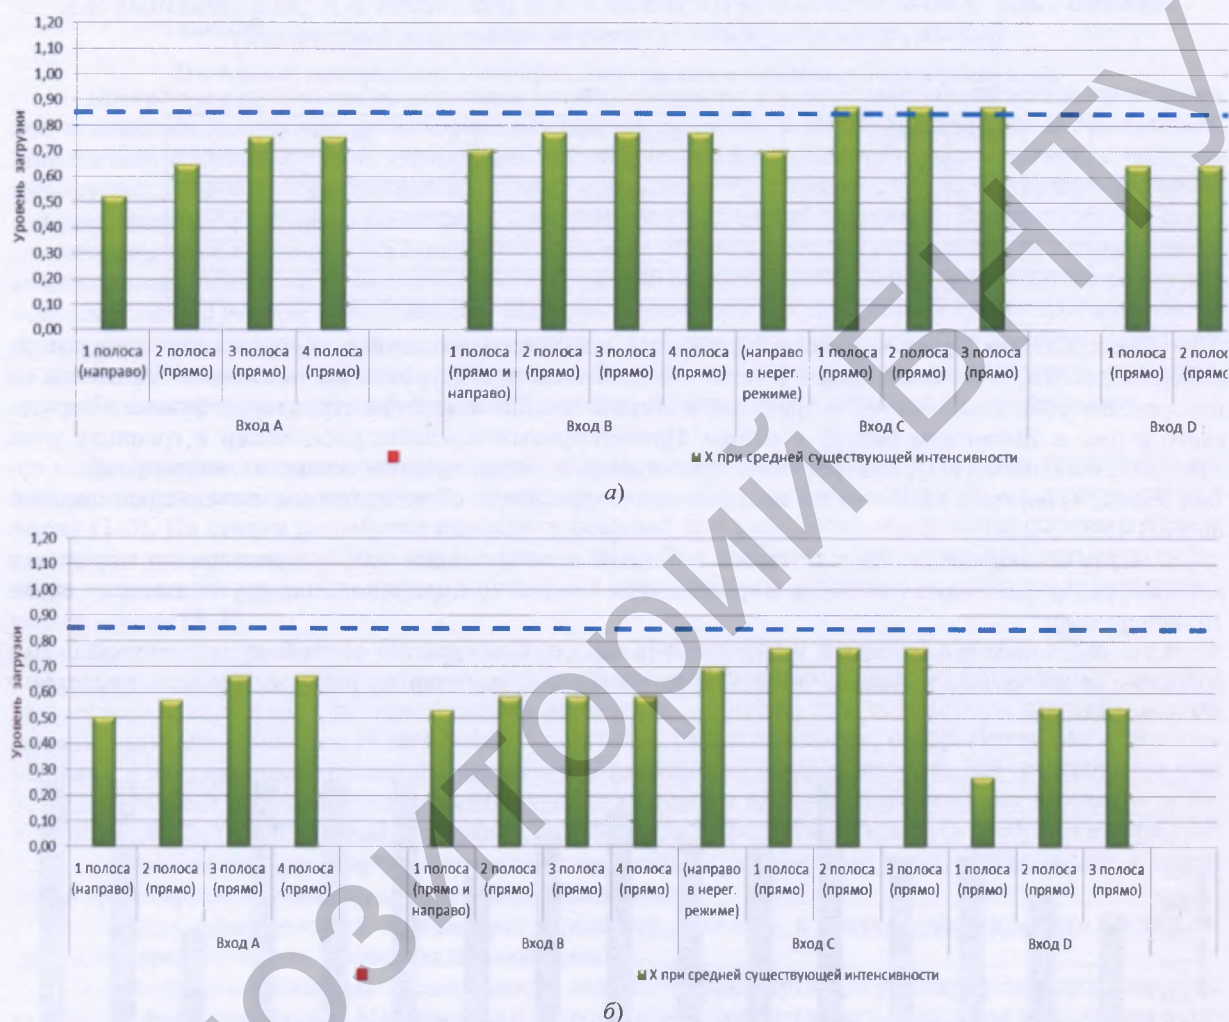 1,20
1,10
1,00
0,90
0,80
0,70
0,60
0,50
0,40
0,30
0,20
0,10
0,00
Уровень загрузки
1 полоса (направо)
2 полоса (прямо)
3 полоса (прямо)
4 полоса (прямо)
Вход А
1 полоса (прямо и направо)
2 полоса (прямо)
3 полоса (прямо)
4 полоса (прямо)
Вход В
(направо в нерег. режиме)
1 полоса (прямо)
2 полоса (прямо)
3 полоса (прямо)
Вход С
1 полоса (прямо)
2 полос (прямс
Вход D
X при средней существующей интенсивности
а)
1,20
1,10
1,00
0,90
0,80
0,70
0,60
0,50
0,40
0,30
0,20
0,10
0,00
Уровень загрузки
1 полоса (направо)
2 полоса (прямо)
3 полоса (прямо)
4 полоса (прямо)
Вход А
1 полоса (прямо и направо)
2 полоса (прямо)
3 полоса (прямо)
4 полоса (прямо)
Вход В
(направо в нерег. режиме)
1 полоса (прямо)
2 полоса (прямо)
3 полоса (прямо)
Вход С
1 полоса (прямо)
2 полоса (прямо)
3 полоса (прямо)
Вход D
X при средней существующей интенсивности
б)
ОЗИТОРИЙ БНТУ